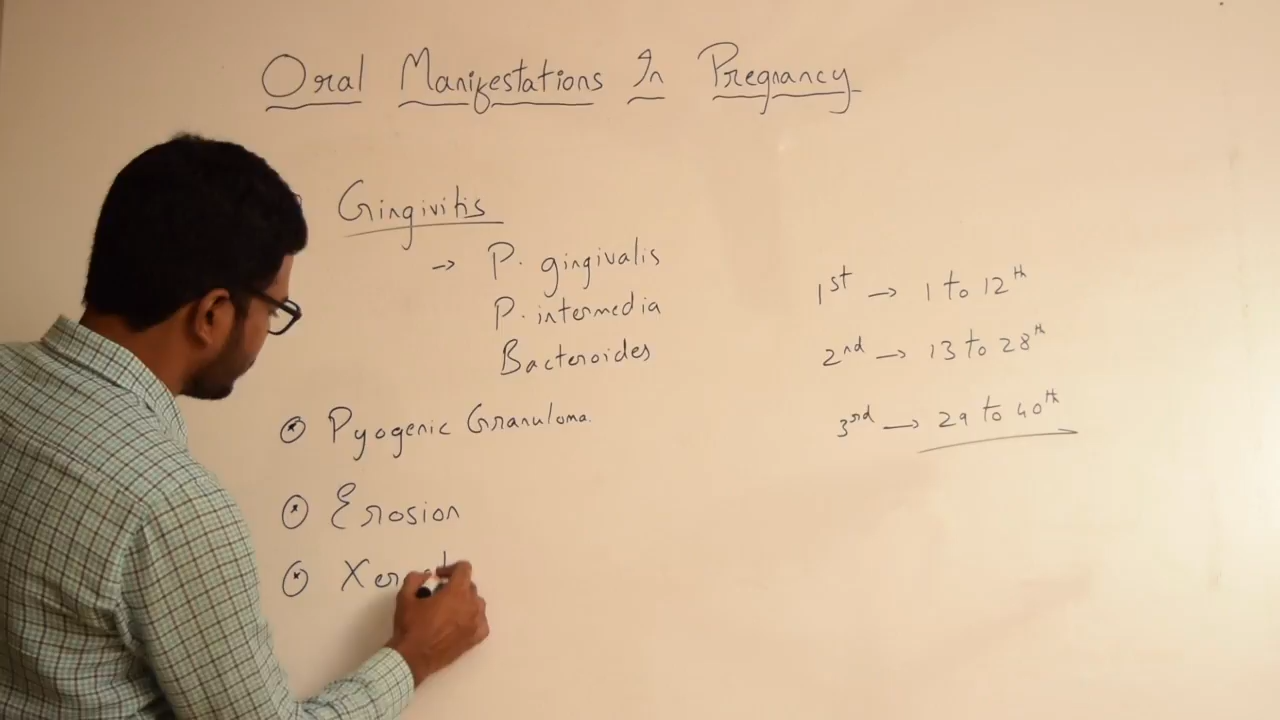 Oral Manifestations In Pregnancy
Gingivitis
→ P. gingivalis
P. intermedia
Bacteroides
Pyogenic Granuloma.
Erosion
1st → 1 to 12th
2nd → 13 to 28th
3rd → 29 to 40th